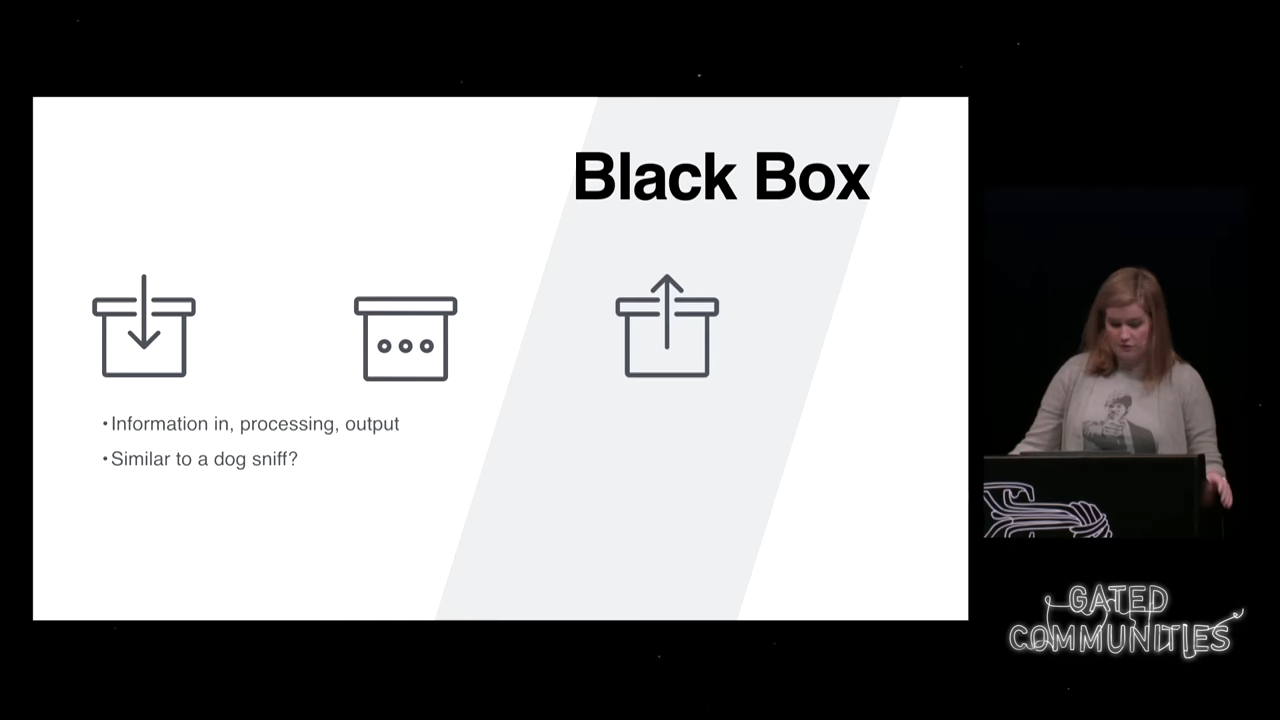 Black Box
•Information in, processing, output
•Similar to a dog sniff?
GATED
COMMUNITIES